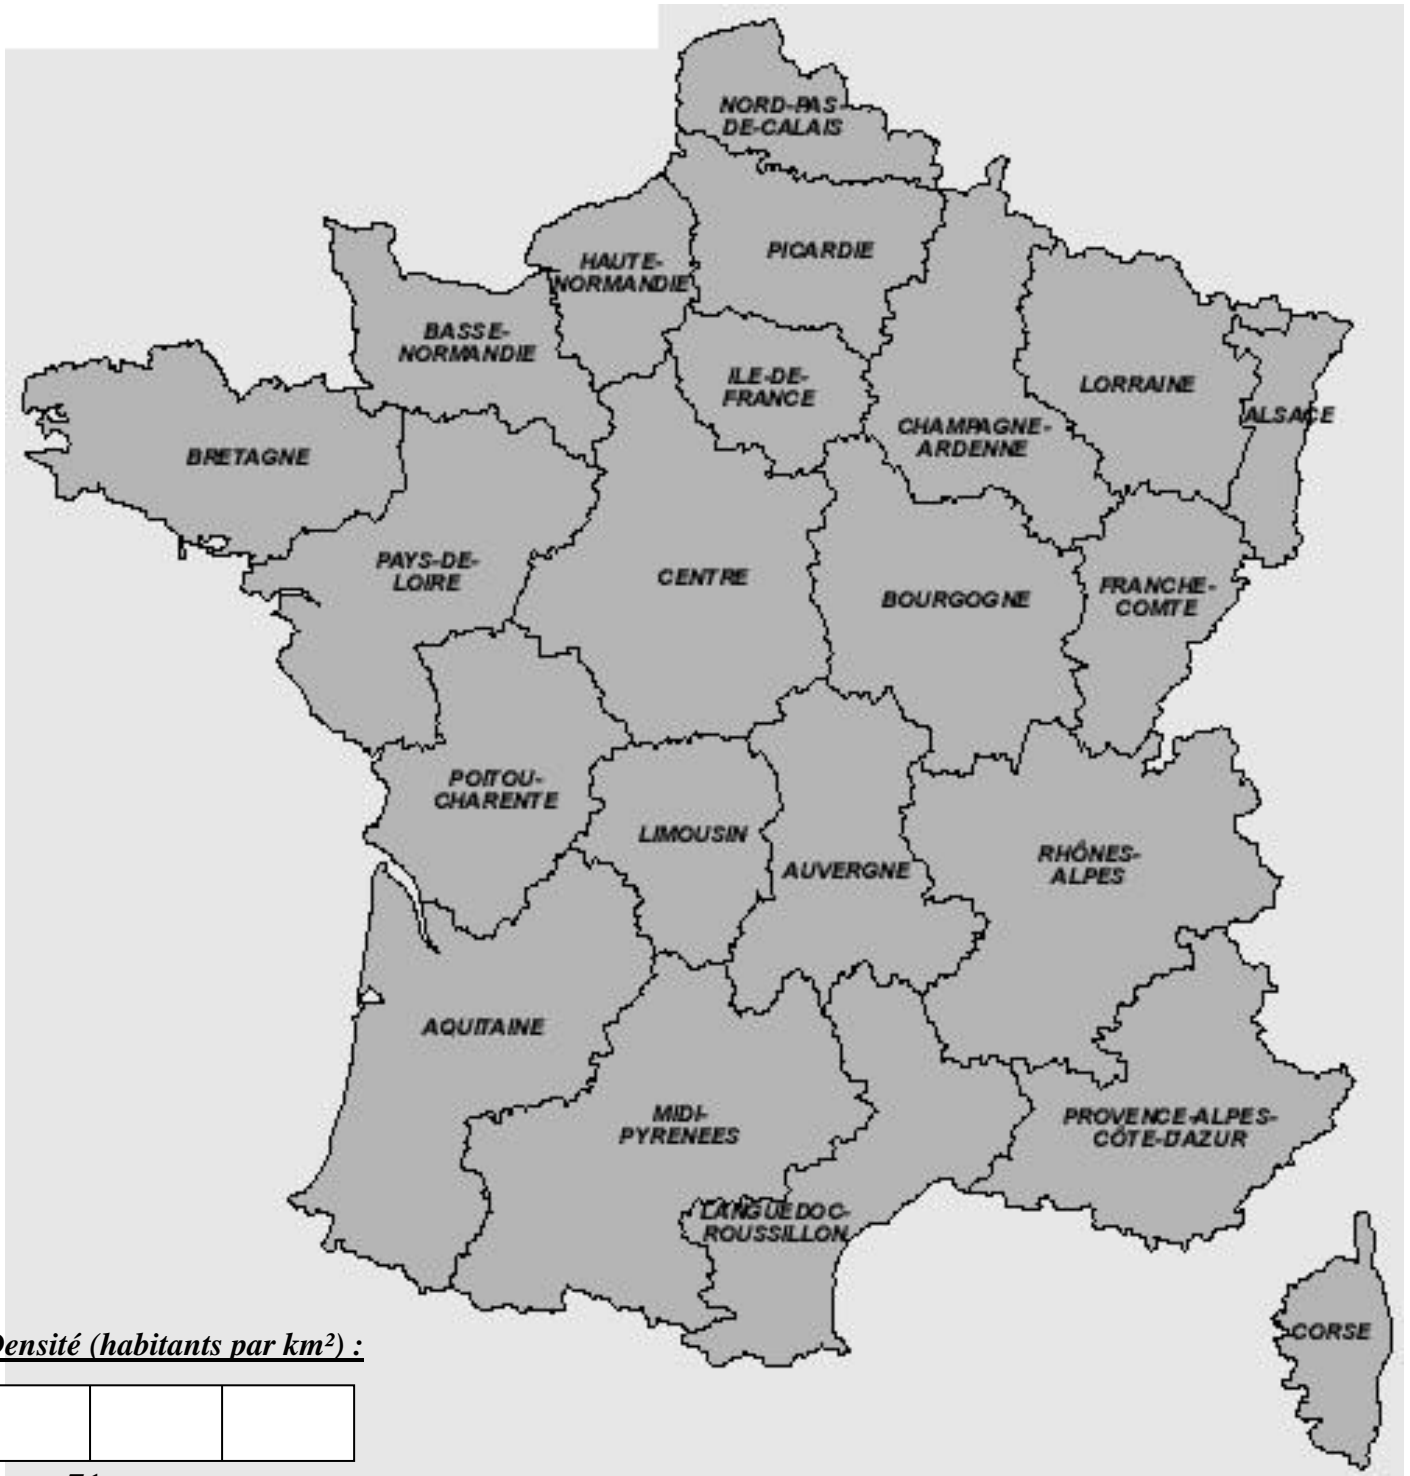 NORD-PAS-
DE-CALAIS
PICARDIE
HAUTE-
NORMANDIE
BASSE-
NORMANDIE
ILE-DE-
FRANCE
LORRAINE
ALSACE
CHAMPAGNE-
ARDENNE
BRETAGNE
PAYS-DE-
LOIRE
CENTRE
BOURGOGNE
FRANCHE-
COMTE
POITOU-
CHARENTE
LIMOUSIN
AUVERGNE
RHÔNES-
ALPES
AQUITAINE
MIDI-
PYRENEES
PROVENCE-ALPES-
CÔTE-D'AZUR
LANGUEDOC-
ROUSSILLON
CORSE
Densité (habitants par km²) :